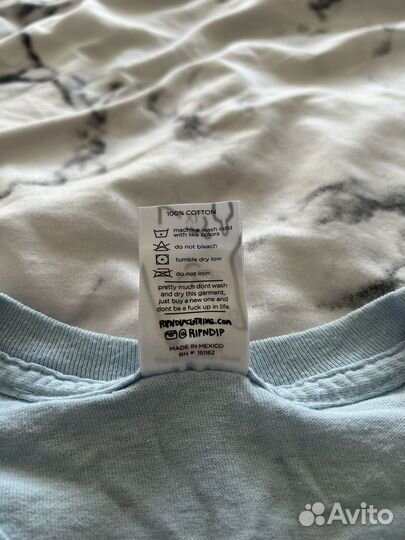 100% COTTON
machine wash cold
with like colors
do not bleach
tumble dry low
do not iron
pretty much dont wash
and dry this garment,
just buy a new one and
dont be a fuck up in life.
RIPNDIPCLOTHING.COM
@RIPNDIP
MADE IN MEXICO
RN #: 151162
Avito